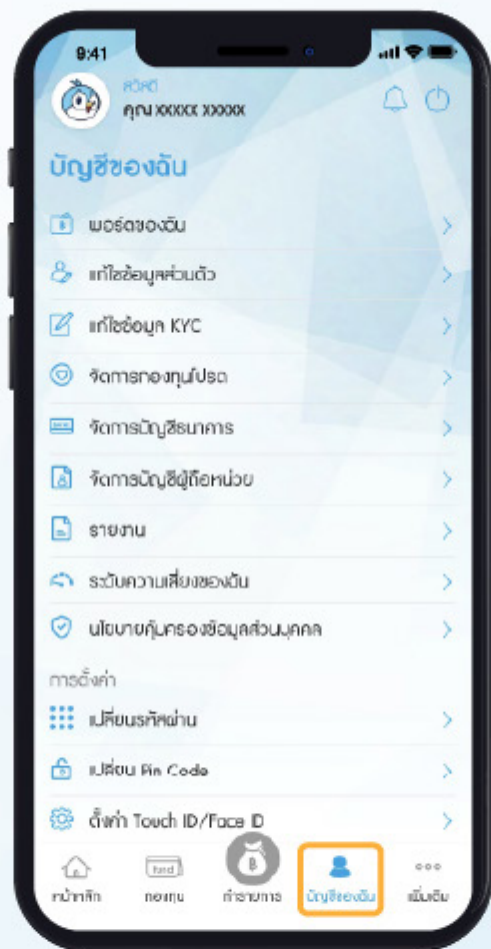 9:41
สวัสดี
คุณ xxxxx xxxxx
บัญชีของฉัน
พอร์ตของฉัน
แก้ไขข้อมูลส่วนตัว
แก้ไขข้อมูล KYC
จัดการกองทุนโปรด
จัดการบัญชีธนาคาร
จัดการบัญชีผู้ถือหน่วย
รายงาน
ระดับความเสี่ยงของฉัน
นโยบายคุ้มครองข้อมูลส่วนบุคคล
การตั้งค่า
เปลี่ยนรหัสผ่าน
เปลี่ยน Pin Code
ตั้งค่า Touch ID/Face ID
fund
หน้าหลัก กองทุน ทำรายการ บัญชีของฉัน เพิ่มเติม